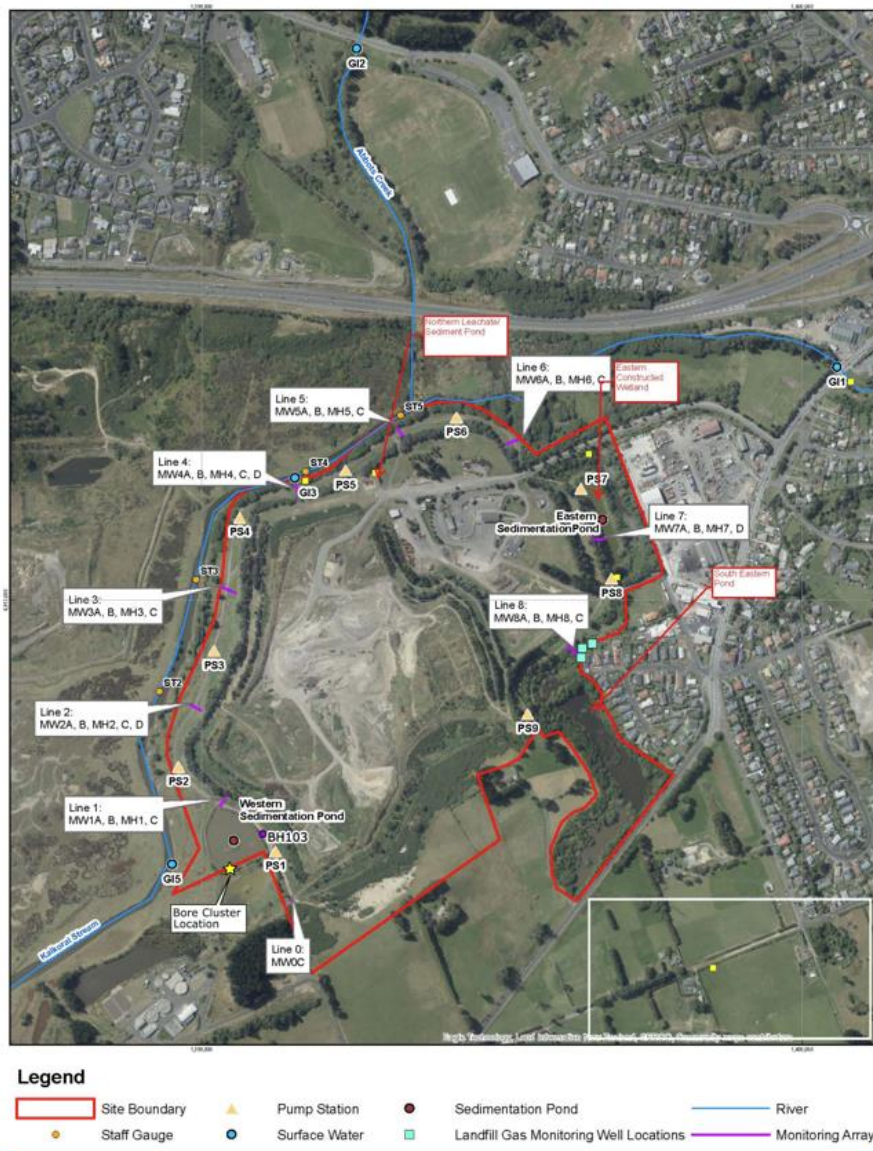 1,390,000
GI2
Abbots Creek
Northern Leachate/
Sediment Pond
Line 6:
MW6A, B, MH6, C
Eastern
Constructed
Wetland
GI1
Line 5:
MW5A, B, MH5, C
ST5
PS6
Line 4:
MW4A, B, MH4, C, D
ST4
GI3
PS5
PS7
Eastern
Sedimentation Pond
Line 7:
MW7A, B, MH7, D
PS4
ST3
Line 3:
MW3A, B, MH3, C
PS8
South Eastern
Pond
Line 8:
MW8A, B, MH8, C
PS3
ST2
Line 2:
MW2A, B, MH2, C, D
PS9
PS2
Line 1:
MW1A, B, MH1, C
Western
Sedimentation Pond
BH103
PS1
GI5
Bore Cluster
Location
Kaikorai Stream
Line 0:
MW0C
Legend
Site Boundary
Pump Station
Sedimentation Pond
River
Staff Gauge
Surface Water
Landfill Gas Monitoring Well Locations
Monitoring Array